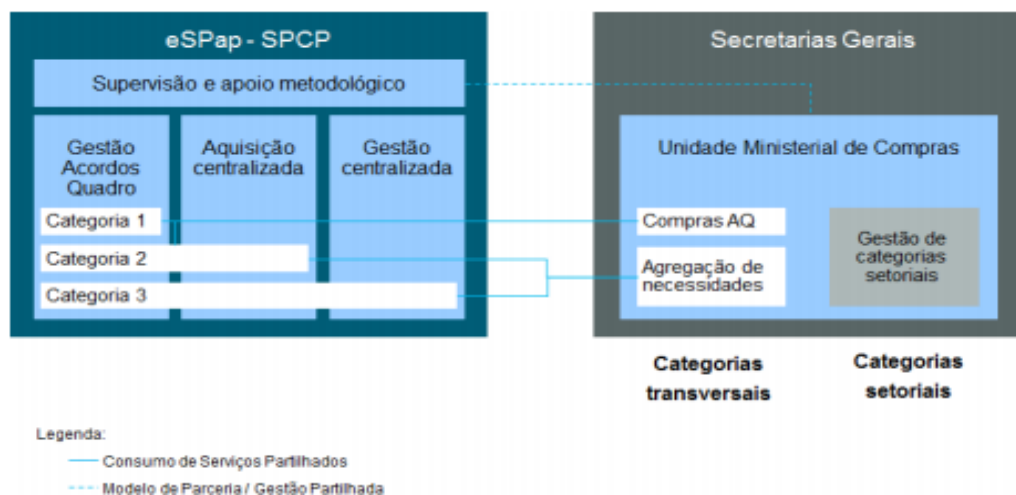 eSPap - SPCP
Supervisão e apoio metodológico
Gestão
Acordos
Quadro
Aquisição
centralizada
Gestão
centralizada
Categoria 1
Categoria 2
Categoria 3
Secretarias Gerais
Unidade Ministerial de Compras
Compras AQ
Agregação de
necessidades
Gestão de
categorias
setoriais
Categorias
transversais
Categorias
setoriais
Legenda:
Consumo de Serviços Partilhados
Modelo de Parceria / Gestão Partilhada